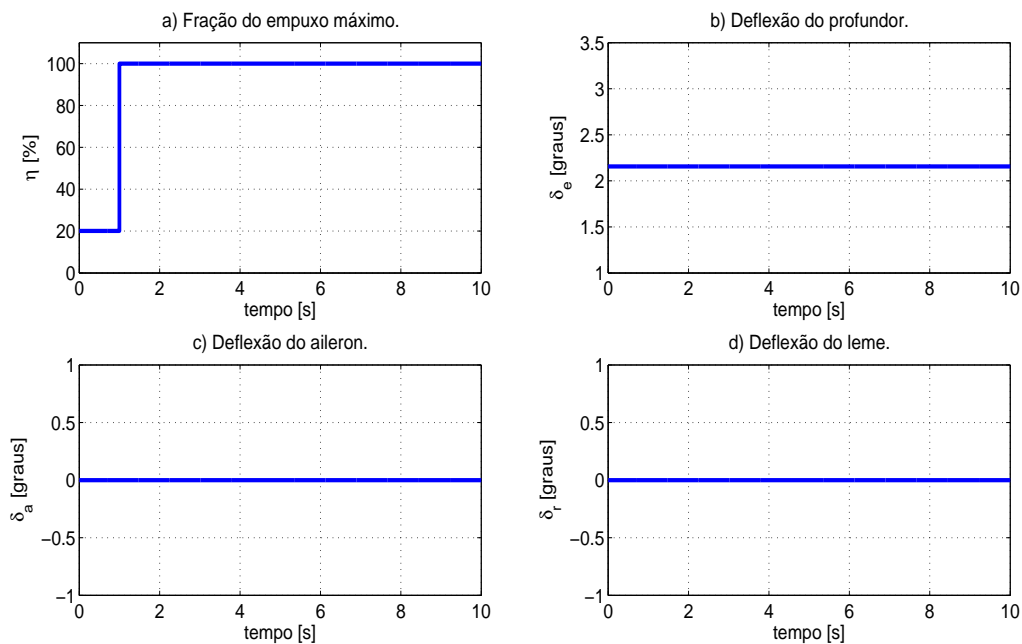 a) Fração do empuxo máximo.
100
80
60
40
20
0
η [%]
0 2 4 6 8 10
tempo [s]
b) Deflexão do profundor.
3.5
3
2.5
2
1.5
1
δe [graus]
0 2 4 6 8 10
tempo [s]
c) Deflexão do aileron.
1
0.5
0
−0.5
−1
δa [graus]
0 2 4 6 8 10
tempo [s]
d) Deflexão do leme.
1
0.5
0
−0.5
−1
δr [graus]
0 2 4 6 8 10
tempo [s]